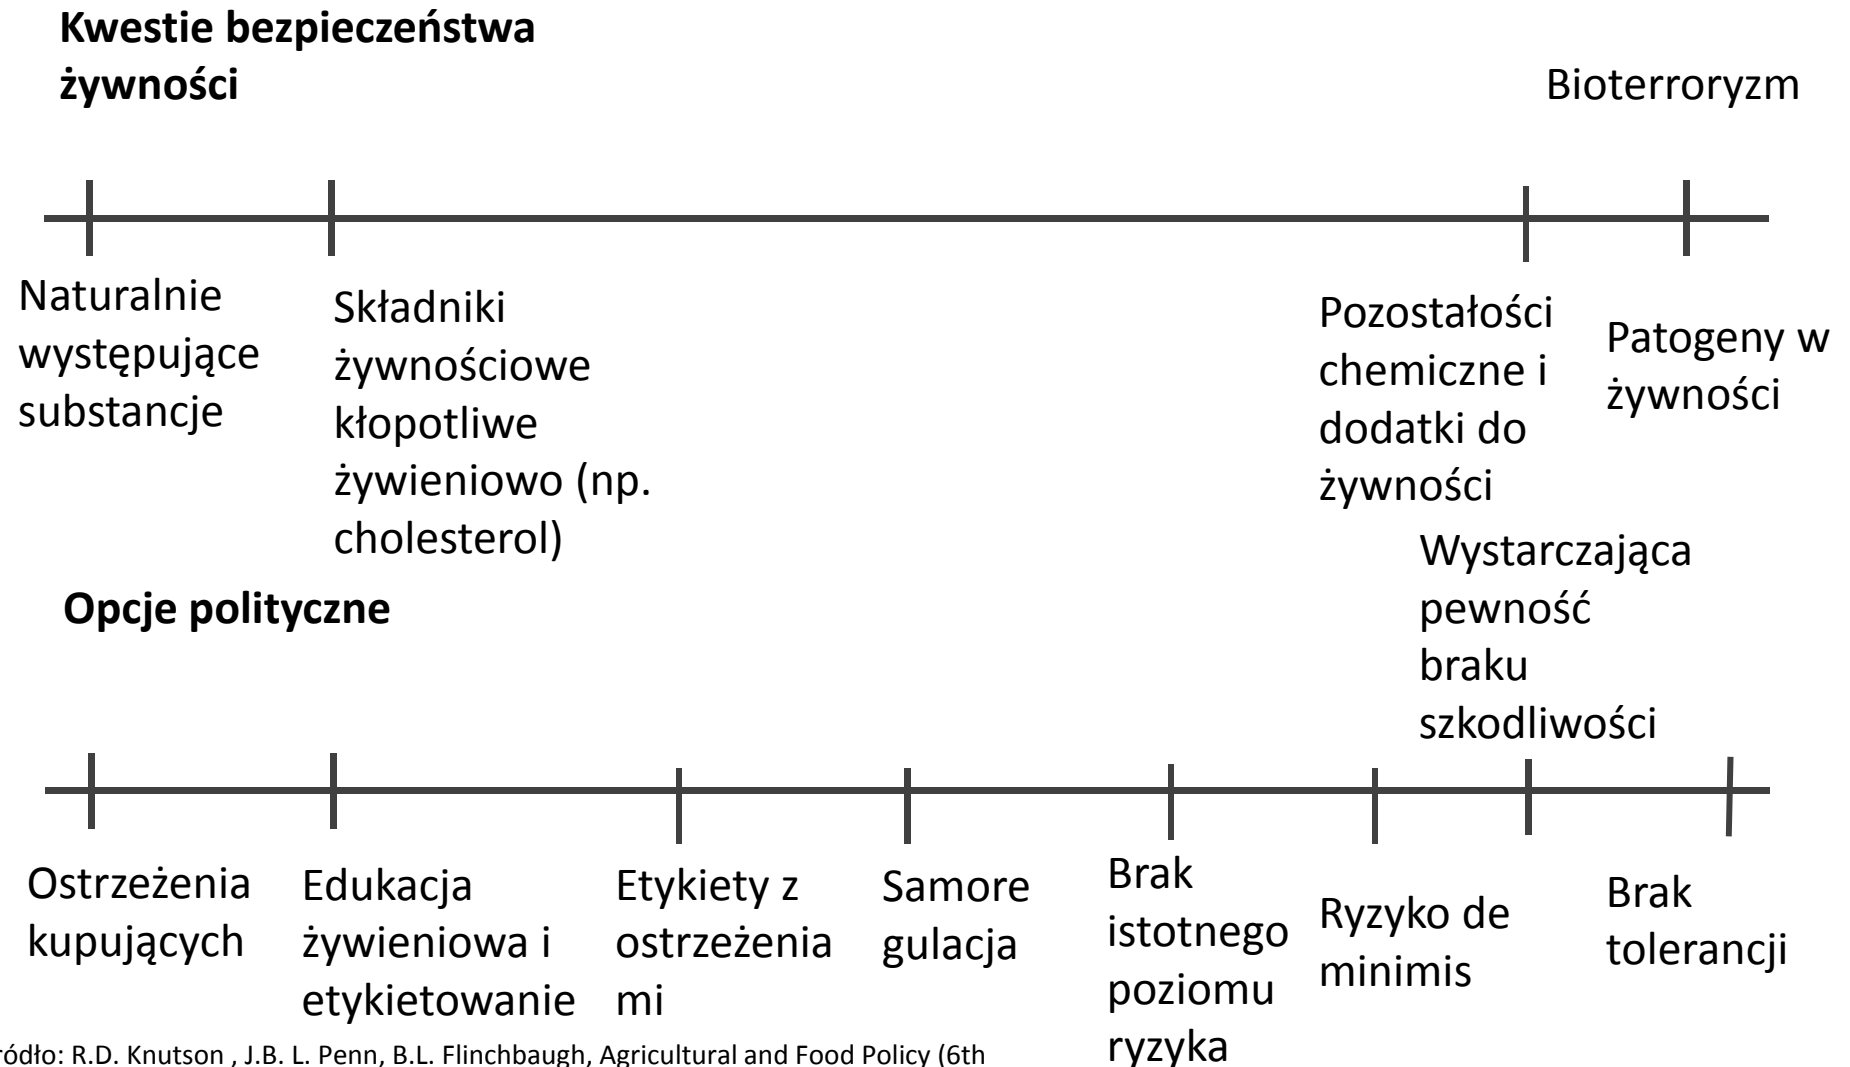 Kwestie bezpieczeństwa
żywności
Bioterroryzm
Naturalnie
występujące
substancje
Składniki
żywnościowe
kłopotliwe
żywieniowo (np.
cholesterol)
Pozostałości
chemiczne i
dodatki do
żywności
Patogeny w
żywności
Opcje polityczne
Wystarczająca
pewność
braku
szkodliwości
Ostrzeżenia
kupujących
Edukacja
żywieniowa i
etykietowanie
Etykiety z
ostrzeżenia
mi
Samore
gulacja
Brak
istotnego
poziomu
ryzyka
Ryzyko de
minimis
Brak
tolerancji
ródło: R.D. Knutson , J.B. L. Penn, B.L. Flinchbaugh, Agricultural and Food Policy (6th